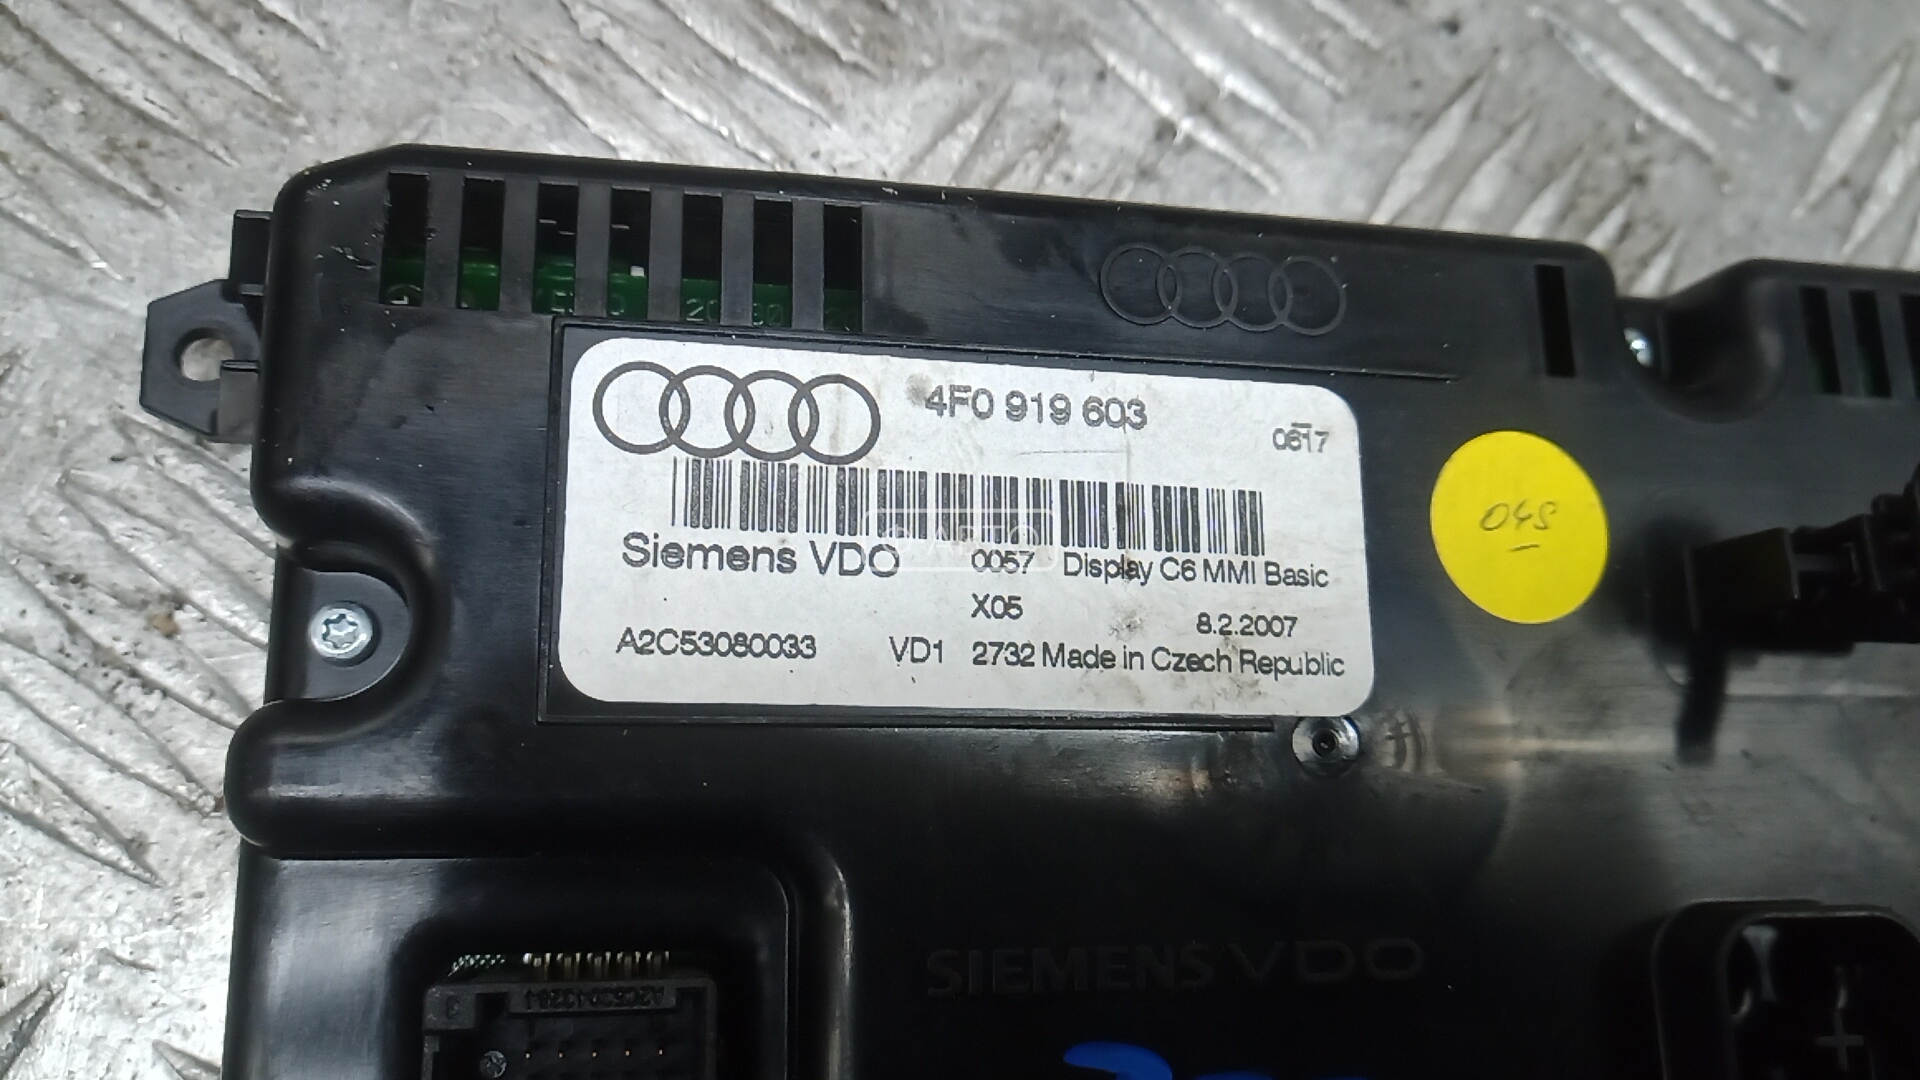 4F0 919 603
0617
Siemens VDO 0057 Display C6 MMI Basic
X05 8.2.2007
A2C53080033 VD1 2732 Made in Czech Republic
04S
SIEMENS VDO